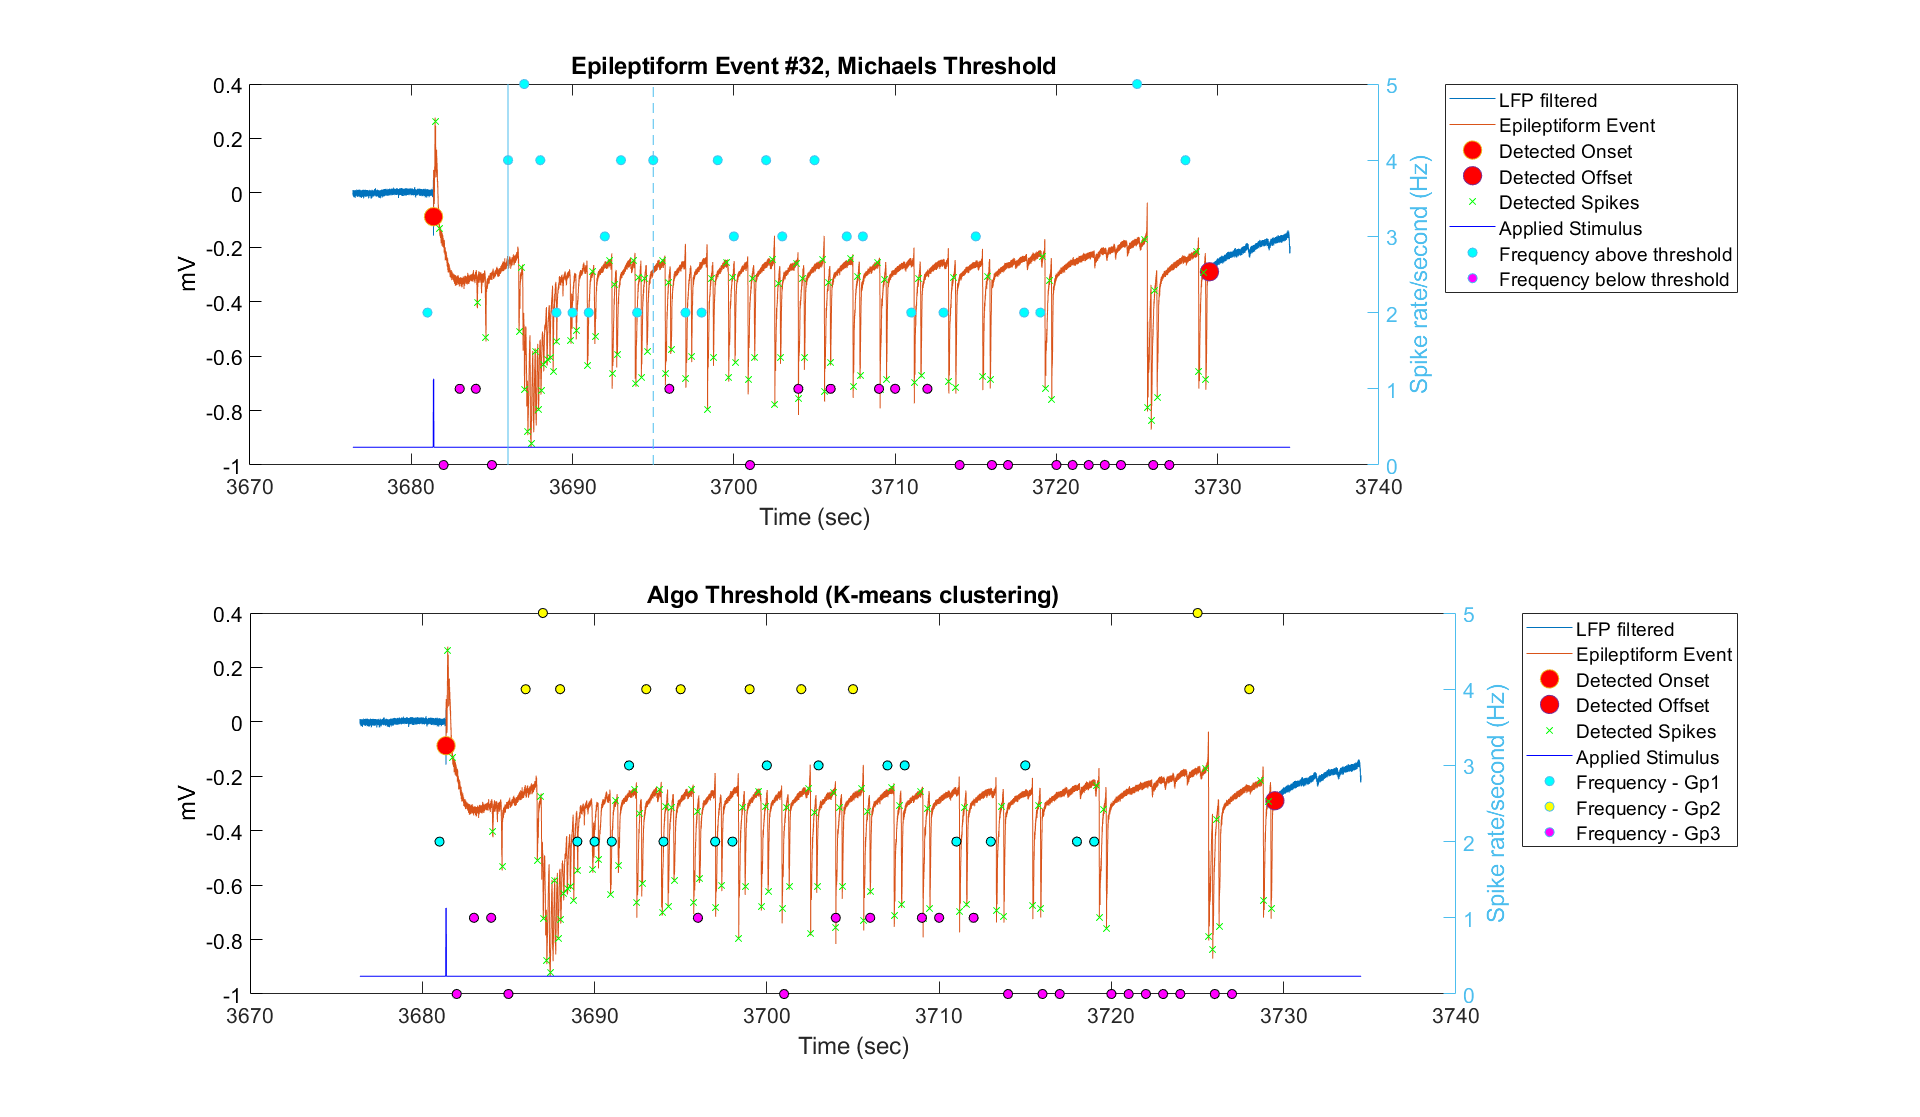 Epileptiform Event #32, Michaels Threshold
0.4
0.2
0
-0.2
-0.4
-0.6
-0.8
-1
mV
3670
3680
3690
3700
3710
3720
3730
3740
Time (sec)
5
4
3
2
1
0
Spike rate/second (Hz)
LFP filtered
Epileptiform Event
Detected Onset
Detected Offset
Detected Spikes
Applied Stimulus
Frequency above threshold
Frequency below threshold
Algo Threshold (K-means clustering)
0.4
0.2
0
-0.2
-0.4
-0.6
-0.8
-1
mV
3670
3680
3690
3700
3710
3720
3730
3740
Time (sec)
5
4
3
2
1
0
Spike rate/second (Hz)
LFP filtered
Epileptiform Event
Detected Onset
Detected Offset
Detected Spikes
Applied Stimulus
Frequency - Gp1
Frequency - Gp2
Frequency - Gp3